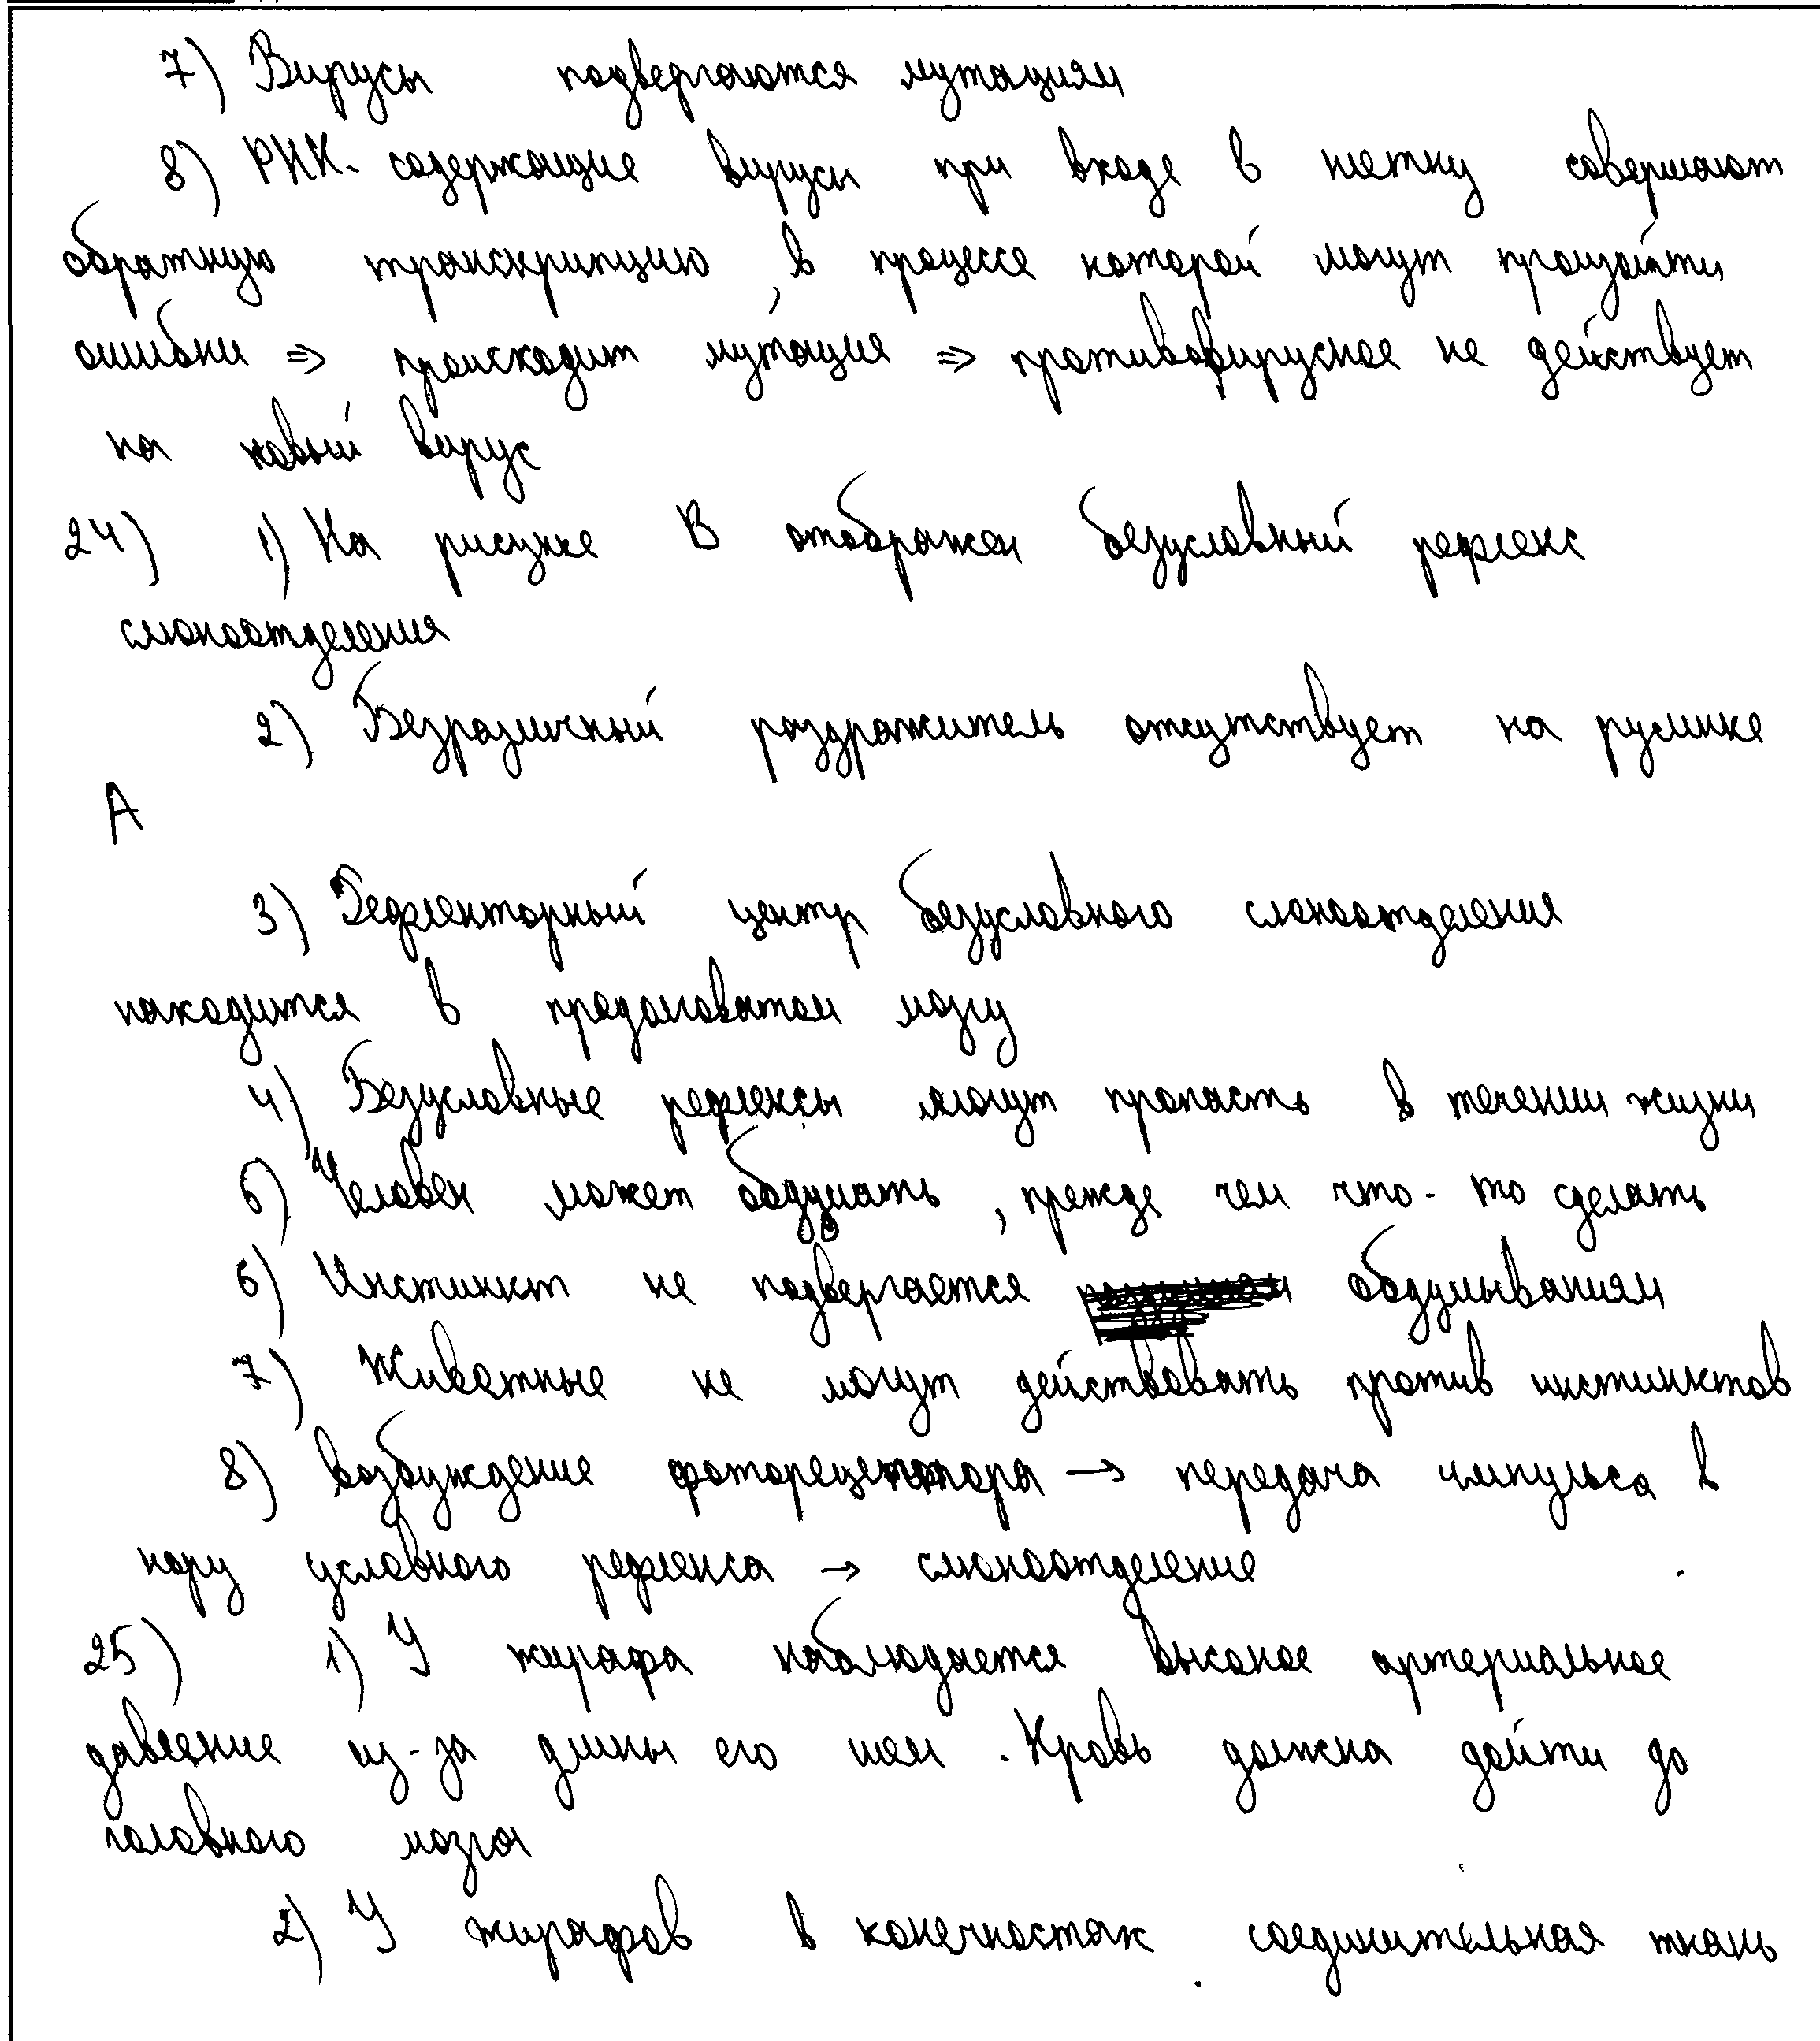 7) Вирусы подвергаются мутациям
8) РНК-содержащие вирусы при входе в клетку совершают
обратную транскрипцию, в процессе которой могут произойти
ошибки ⇒ происходит мутация ⇒ противовирусное не действует
на новый вирус
24) 1) На рисунке В отображен безусловный рефлекс
слюноотделения
2) Безразличный раздражитель отсутствует на русинке
А
3) Рефлекторный центр безусловного слюноотделения
находится в продолговатом мозгу
4) Безусловные рефлексы могут пропасть в течении жизни
5) Человек может обдумать, прежде чем что-то сделать
6) Инстинкт не подвергается обдумываниям
7) Животные не могут действовать против инстинктов
8) Возбуждение фоторецептора → передача импульса в
кору условного рефлекса → слюноотделение
25) 1) У жирафа наблюдается высокое артериальное
давление из-за длины его шеи. Кровь должна дойти до
головного мозга
2) У жирафов в конечностях соединительная ткань